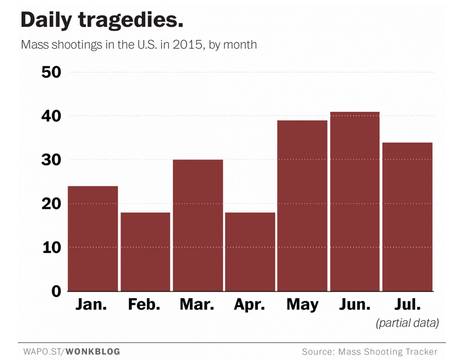 Daily tragedies.
Mass shootings in the U.S. in 2015, by month
50
40
30
20
10
0
Jan. Feb. Mar. Apr. May Jun. Jul.
(partial data)
WAPO.ST/WONKBLOG Source: Mass Shooting Tracker